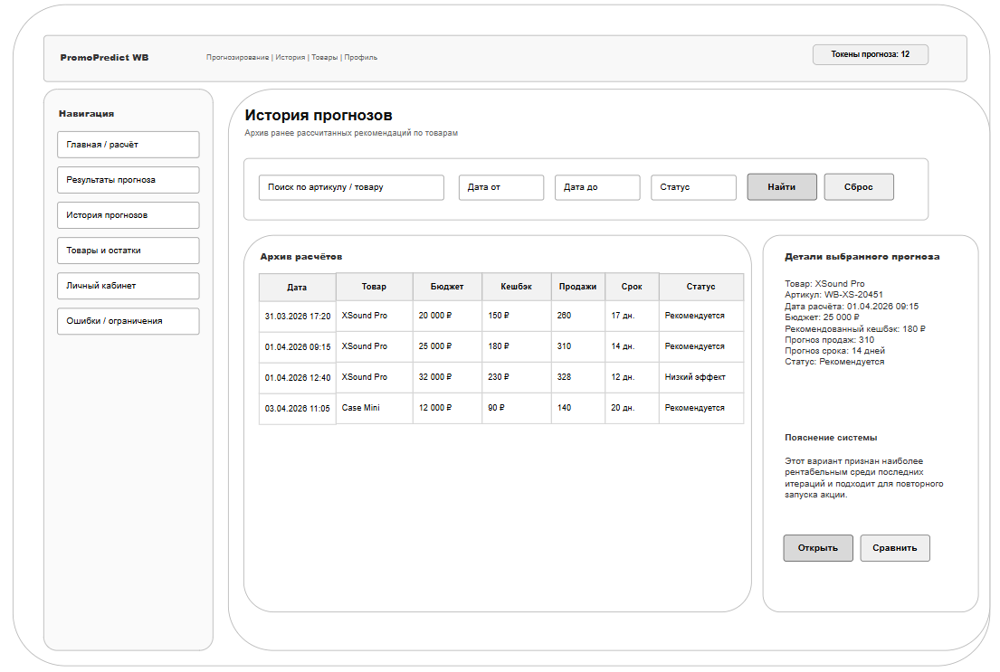 PromoPredict WB
Прогнозирование | История | Товары | Профиль
Токены прогноза: 12
Навигация
Главная / расчёт
Результаты прогноза
История прогнозов
Товары и остатки
Личный кабинет
Ошибки / ограничения
История прогнозов
Архив ранее рассчитанных рекомендаций по товарам
Поиск по артикулу / товару
Дата от
Дата до
Статус
Найти
Сброс
Архив расчётов
Дата Товар Бюджет Кешбэк Продажи Срок Статус
31.03.2026 17:20 XSound Pro 20 000 ₽ 150 ₽ 260 17 дн. Рекомендуется
01.04.2026 09:15 XSound Pro 25 000 ₽ 180 ₽ 310 14 дн. Рекомендуется
01.04.2026 12:40 XSound Pro 32 000 ₽ 230 ₽ 328 12 дн. Низкий эффект
03.04.2026 11:05 Case Mini 12 000 ₽ 90 ₽ 140 20 дн. Рекомендуется
Детали выбранного прогноза
Товар: XSound Pro
Артикул: WB-XS-20451
Дата расчёта: 01.04.2026 09:15
Бюджет: 25 000 ₽
Рекомендованный кешбэк: 180 ₽
Прогноз продаж: 310
Прогноз срока: 14 дней
Статус: Рекомендуется
Пояснение системы
Этот вариант признан наиболее
рентабельным среди последних
итераций и подходит для повторного
запуска акции.
Открыть
Сравнить